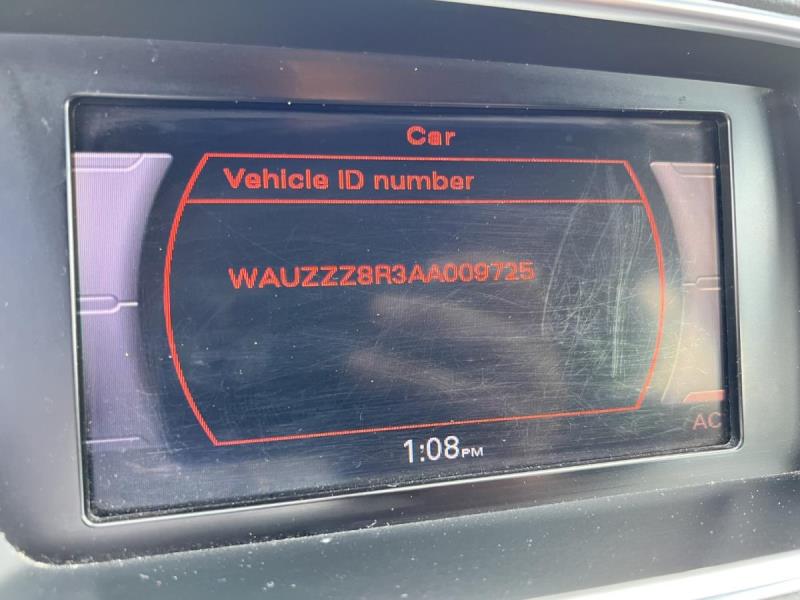 Car
Vehicle ID number
WAUZZZ8R3AA009725
1:08PM
AC